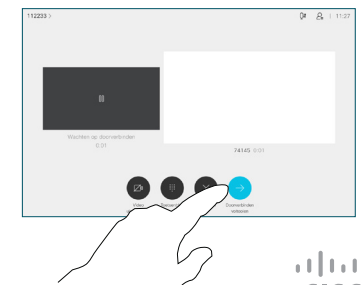 112233
11:27
Wachten op doorverbinden
0:01
74145 0:01
Video
Doorverbinden
voltooien